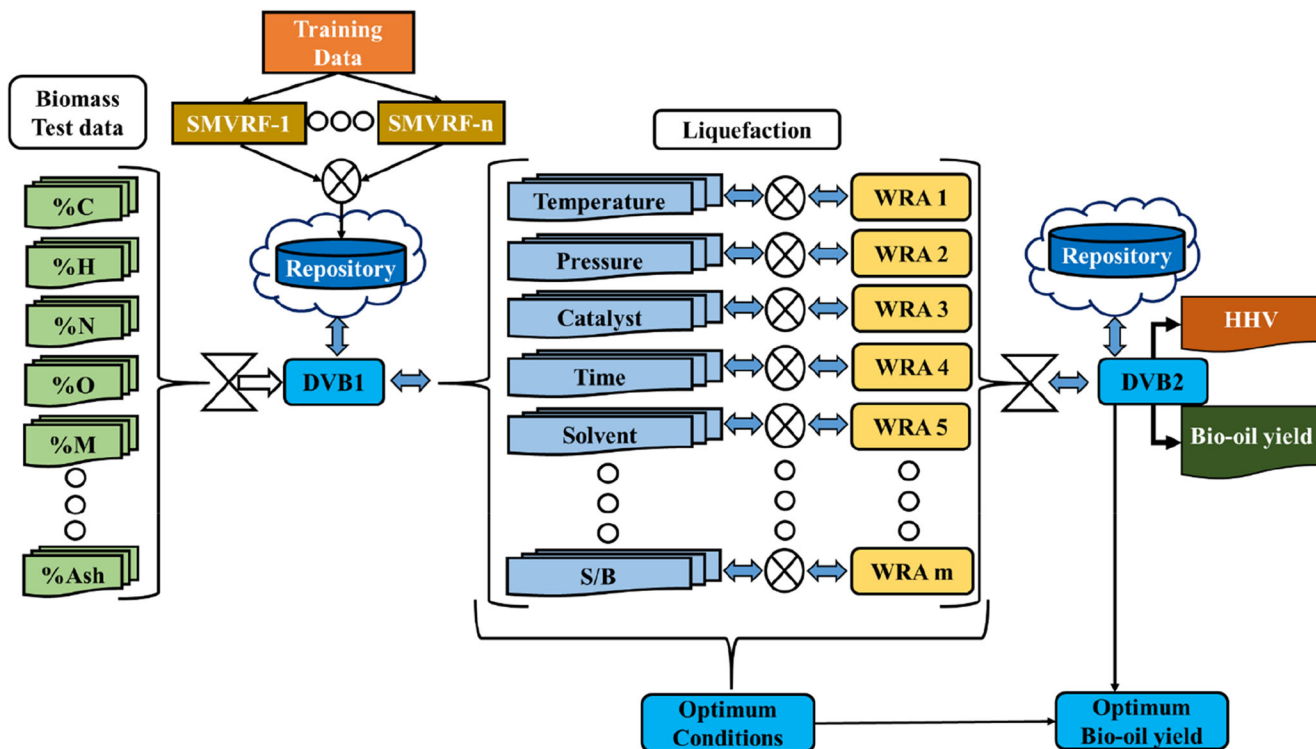 Training
Data
Biomass
Test data
SMVRF-1
SMVRF-n
Liquefaction
%C
%H
%N
%O
%M
%Ash
Repository
DVB1
Temperature
WRA 1
Pressure
WRA 2
Catalyst
WRA 3
Time
WRA 4
Solvent
WRA 5
S/B
WRA m
Repository
DVB2
HHV
Bio-oil yield
Optimum
Conditions
Optimum
Bio-oil yield